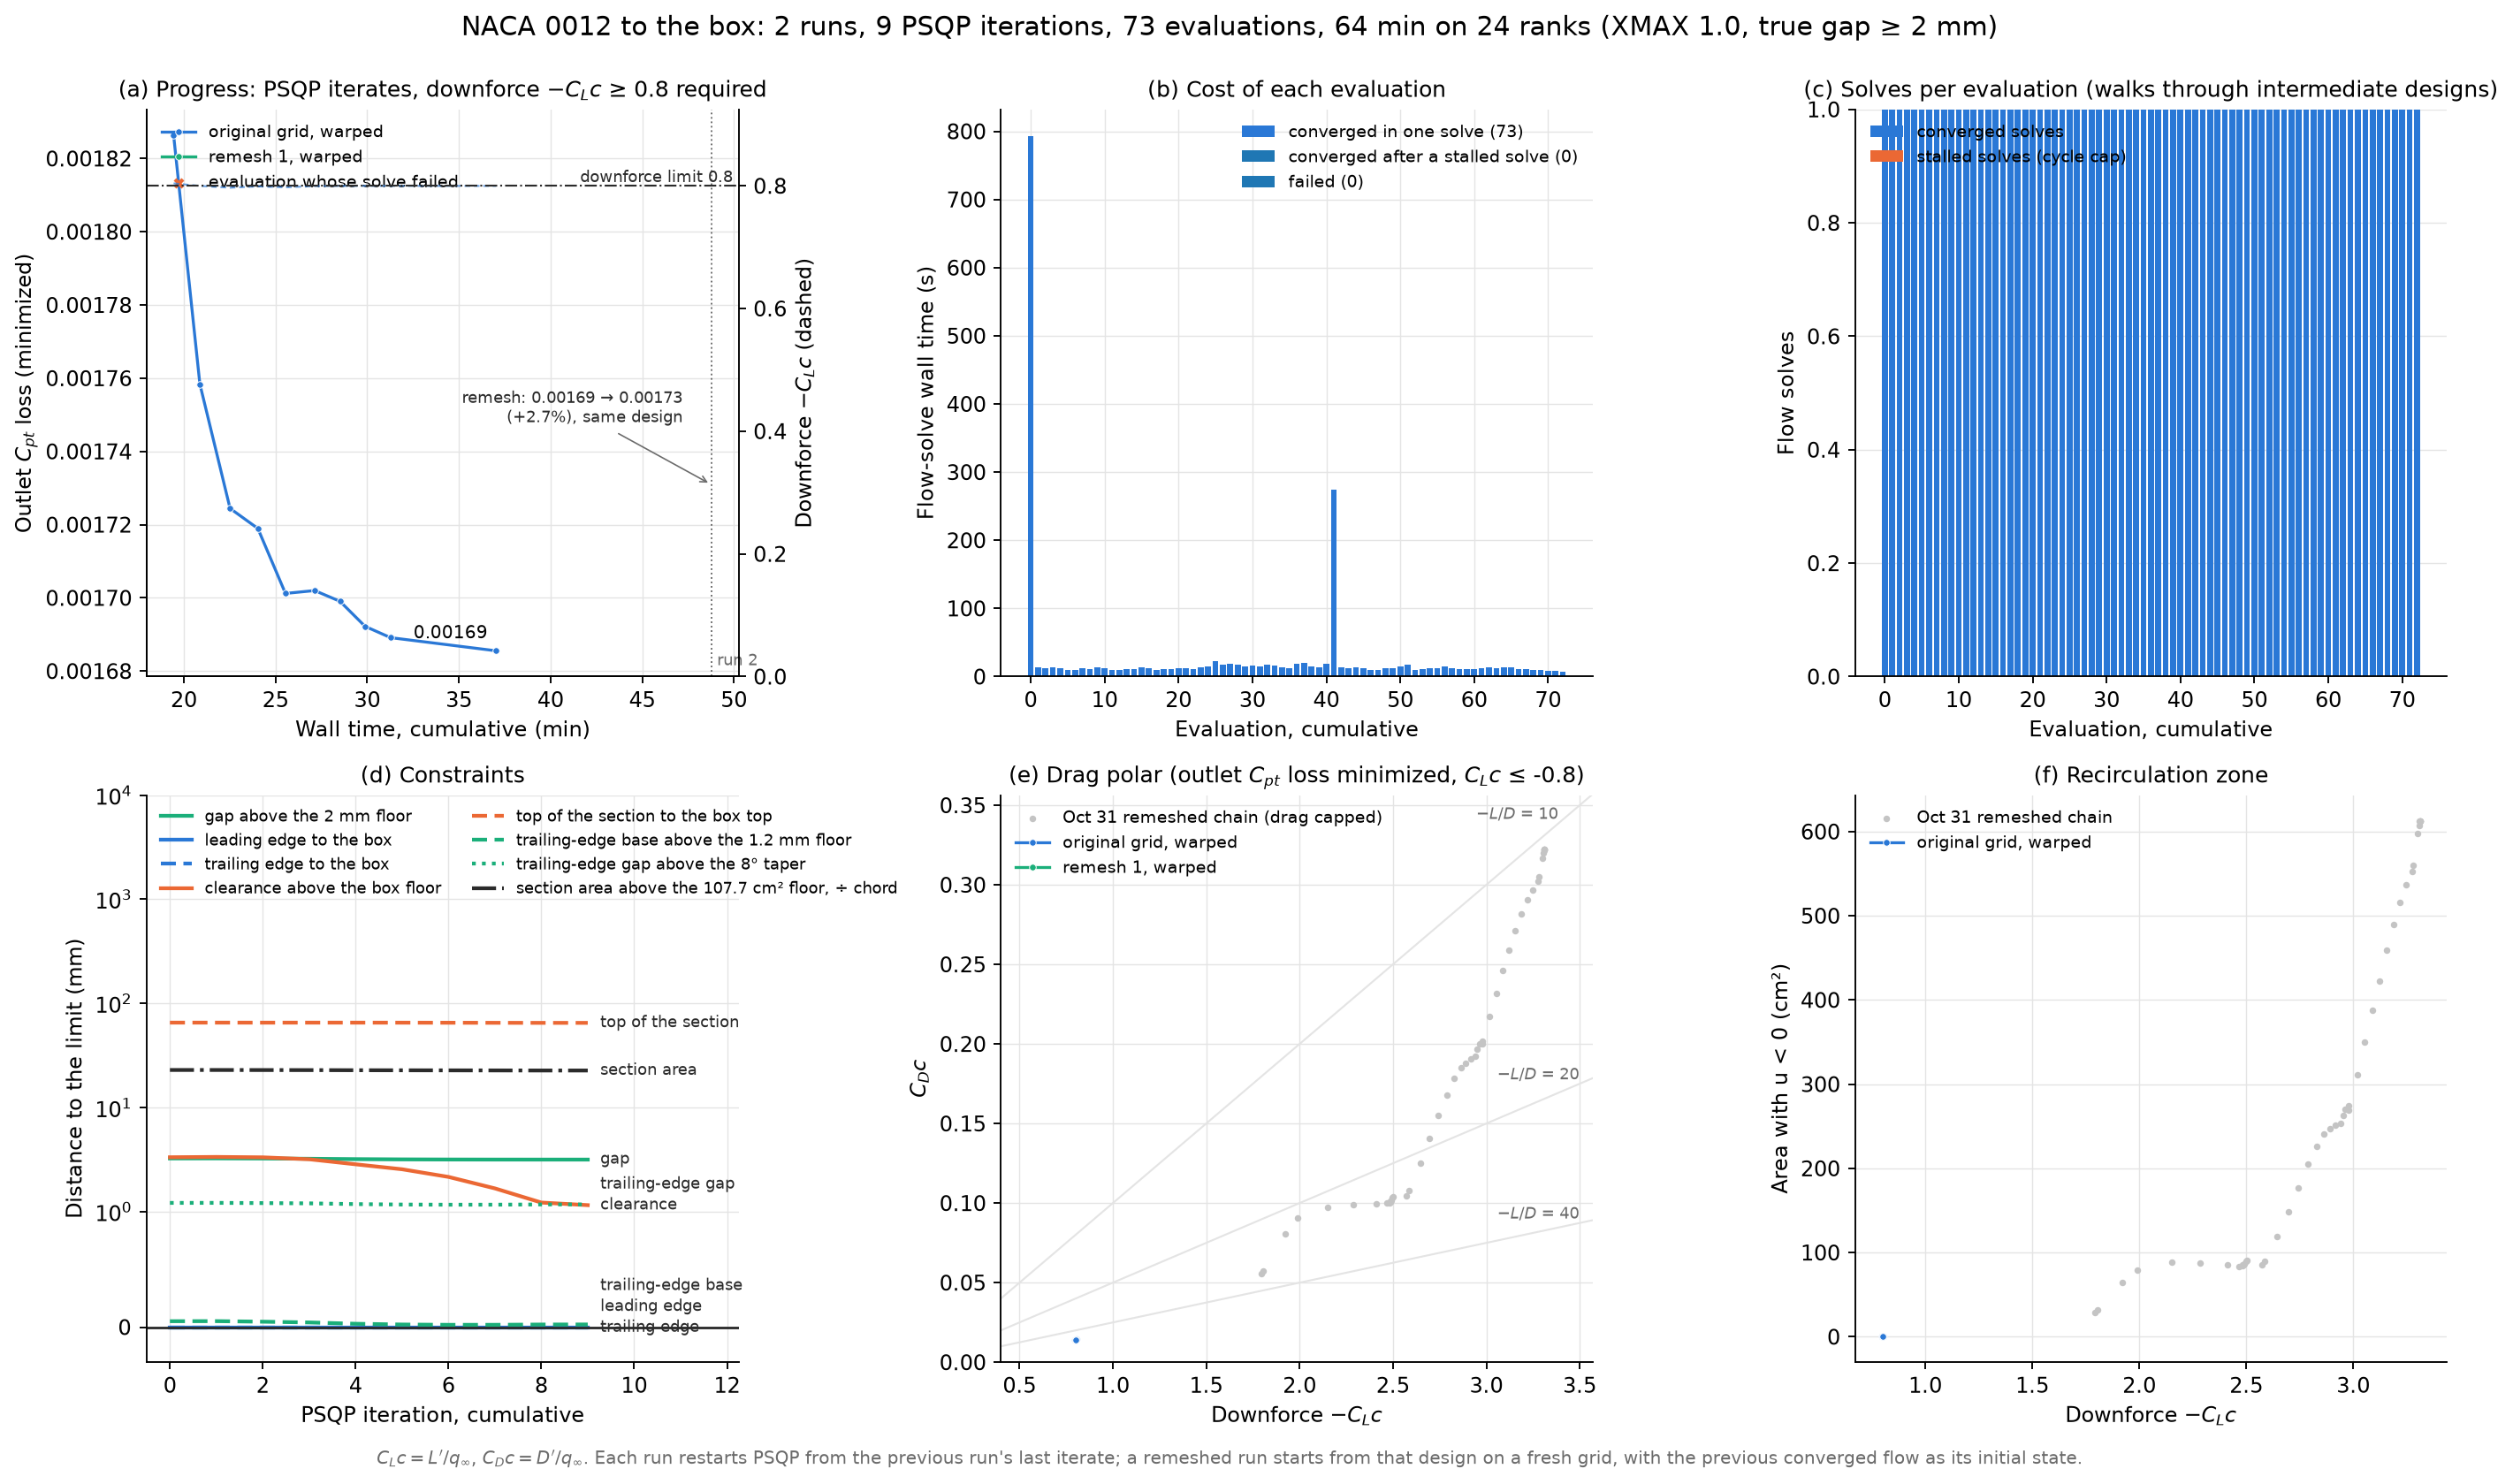 NACA 0012 to the box: 2 runs, 9 PSQP iterations, 73 evaluations, 64 min on 24 ranks (XMAX 1.0, true gap ≥ 2 mm)
(a) Progress: PSQP iterates, downforce −C_L c ≥ 0.8 required
original grid, warped
remesh 1, warped
evaluation whose solve failed
downforce limit 0.8
remesh: 0.00169 → 0.00173
(+2.7%), same design
0.00169
run 2
0.00182
0.00180
0.00178
0.00176
0.00174
0.00172
0.00170
0.00168
Outlet C_pt loss (minimized)
0.8
0.6
0.4
0.2
0.0
Downforce −C_L c (dashed)
20 25 30 35 40 45 50
Wall time, cumulative (min)
(b) Cost of each evaluation
converged in one solve (73)
converged after a stalled solve (0)
failed (0)
800
700
600
500
400
300
200
100
0
Flow-solve wall time (s)
0 10 20 30 40 50 60 70
Evaluation, cumulative
(c) Solves per evaluation (walks through intermediate designs)
converged solves
stalled solves (cycle cap)
1.0
0.8
0.6
0.4
0.2
0.0
Flow solves
0 10 20 30 40 50 60 70
Evaluation, cumulative
(d) Constraints
gap above the 2 mm floor
leading edge to the box
trailing edge to the box
clearance above the box floor
top of the section to the box top
trailing-edge base above the 1.2 mm floor
trailing-edge gap above the 8° taper
section area above the 107.7 cm² floor, ÷ chord
10⁴
10³
10²
10¹
10⁰
0
Distance to the limit (mm)
top of the section
section area
gap
trailing-edge gap
clearance
trailing-edge base
leading edge
trailing edge
0 2 4 6 8 10 12
PSQP iteration, cumulative
(e) Drag polar (outlet C_pt loss minimized, C_L c ≤ -0.8)
Oct 31 remeshed chain (drag capped)
original grid, warped
remesh 1, warped
−L/D = 10
−L/D = 20
−L/D = 40
0.35
0.30
0.25
0.20
0.15
0.10
0.05
0.00
C_D c
0.5 1.0 1.5 2.0 2.5 3.0 3.5
Downforce −C_L c
(f) Recirculation zone
Oct 31 remeshed chain
original grid, warped
600
500
400
300
200
100
0
Area with u < 0 (cm²)
1.0 1.5 2.0 2.5 3.0
Downforce −C_L c
C_L c = L′/q∞, C_D c = D′/q∞. Each run restarts PSQP from the previous run's last iterate; a remeshed run starts from that design on a fresh grid, with the previous converged flow as its initial state.